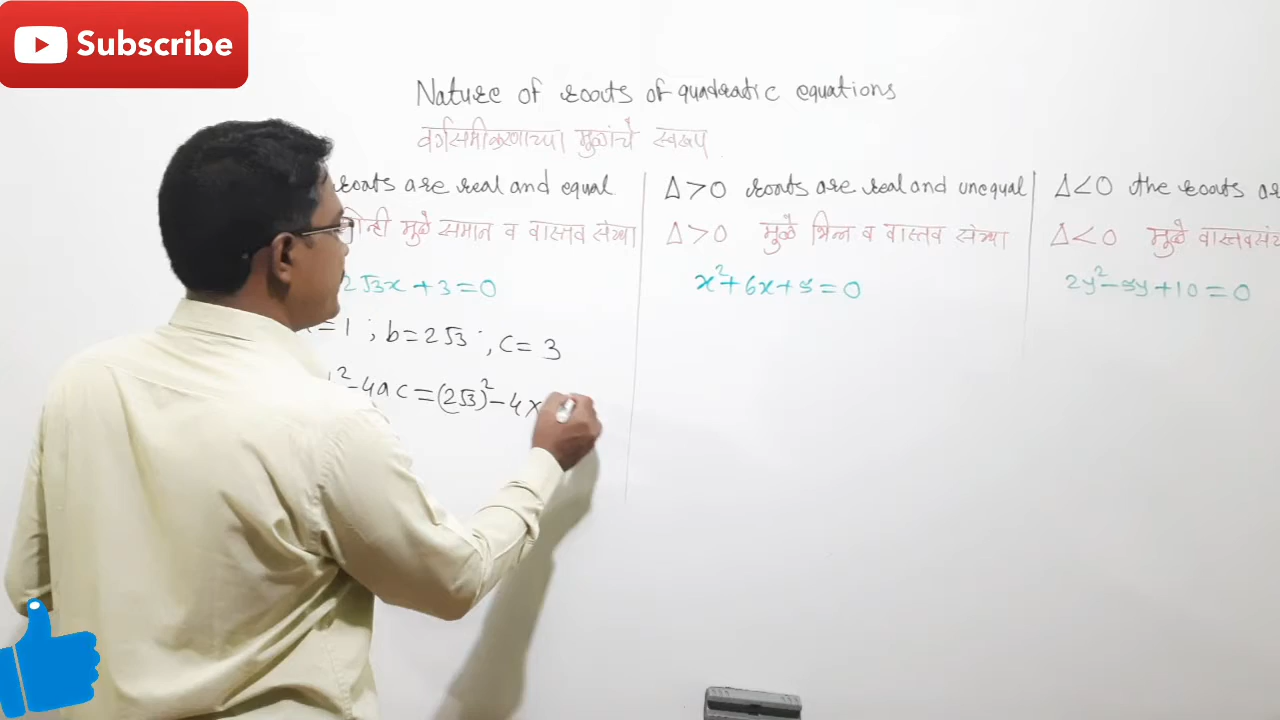 Subscribe
Nature of roots of quadratic equations
वर्गसमीकरणाच्या मुळांचे स्वरूप
roots are real and equal
मुळे समान व वास्तव संख्या
2√3x + 3 = 0
= 1 ; b = 2√3 ; c = 3
² - 4ac = (2√3)² - 4 ×
Δ > 0 roots are real and unequal
Δ > 0 मुळे भिन्न व वास्तव संख्या
x² + 6x + 5 = 0
Δ < 0 the roots
Δ < 0 मुळे
2y² - 5y + 10 = 0